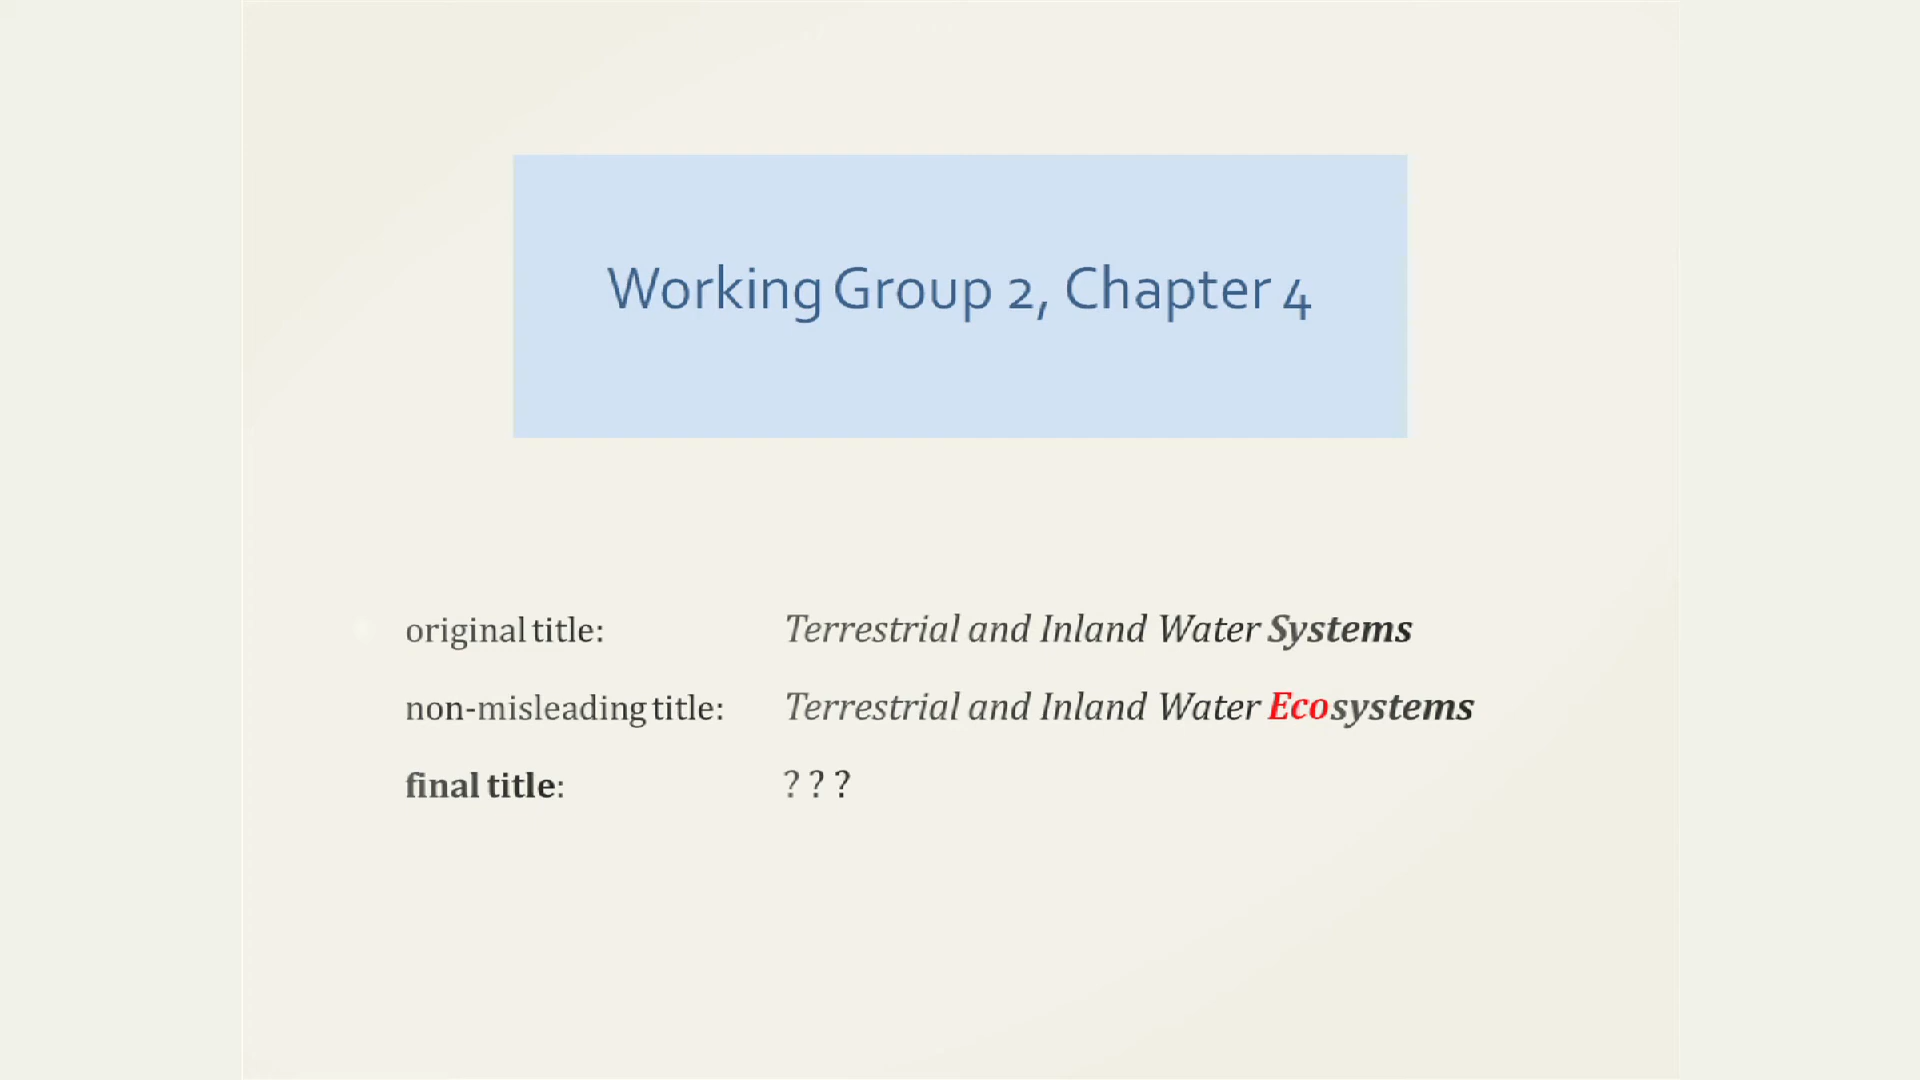 Working Group 2, Chapter 4
original title: Terrestrial and Inland Water Systems
non-misleading title: Terrestrial and Inland Water Ecosystems
final title: ? ? ?